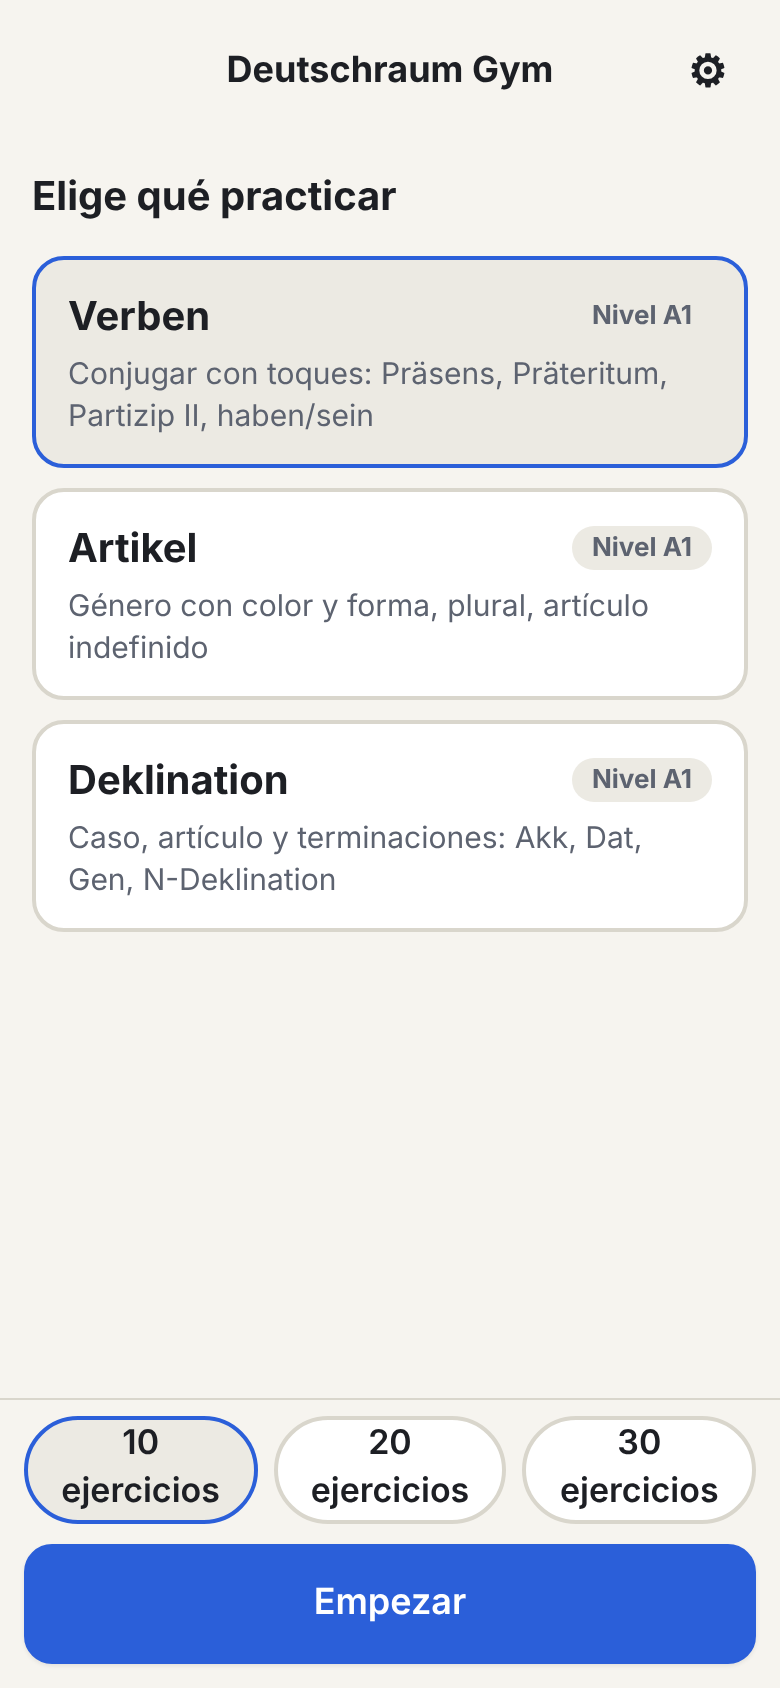 Deutschraum Gym
Elige qué practicar
Verben
Nivel A1
Conjugar con toques: Präsens, Präteritum,
Partizip II, haben/sein
Artikel
Nivel A1
Género con color y forma, plural, artículo
indefinido
Deklination
Nivel A1
Caso, artículo y terminaciones: Akk, Dat,
Gen, N-Deklination
10
ejercicios
20
ejercicios
30
ejercicios
Empezar